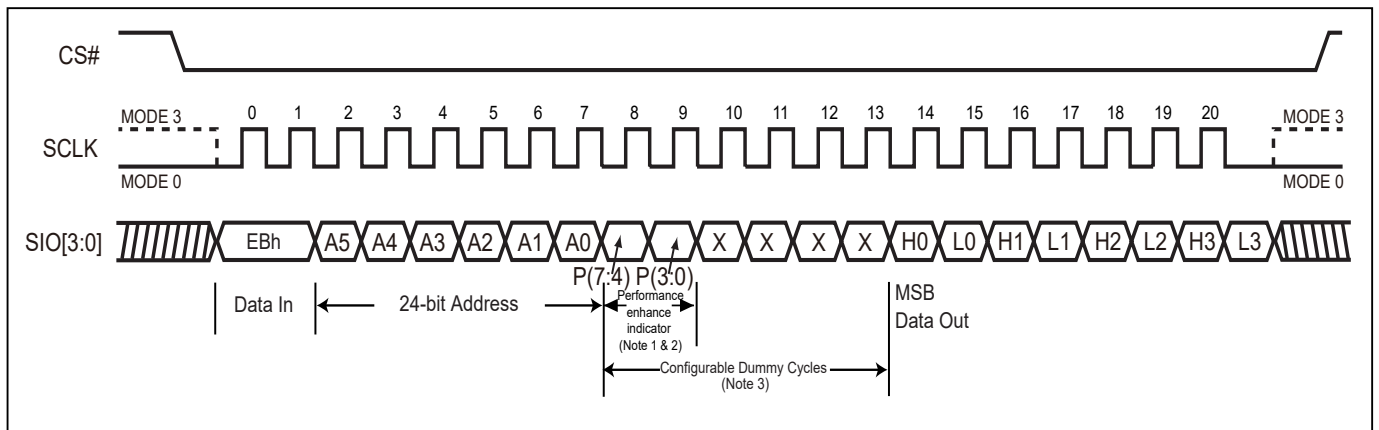 CS#
MODE 3
0 1 2 3 4 5 6 7 8 9 10 11 12 13 14 15 16 17 18 19 20
MODE 3
SCLK
MODE 0
MODE 0
SIO[3:0]
EBh A5 A4 A3 A2 A1 A0 X X X X H0 L0 H1 L1 H2 L2 H3 L3
P(7:4) P(3:0)
Data In
24-bit Address
Performance
enhance
indicator
(Note 1 & 2)
MSB
Data Out
Configurable Dummy Cycles
(Note 3)